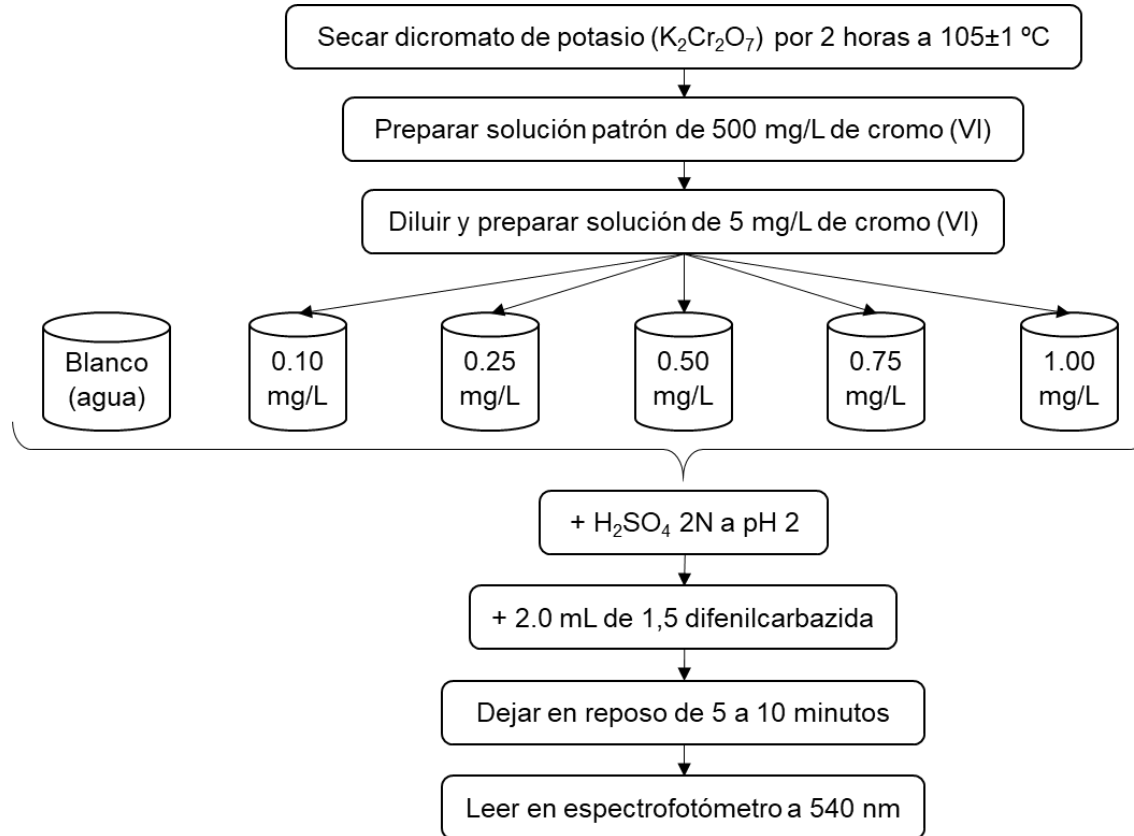 Secar dicromato de potasio (K₂Cr₂O₇) por 2 horas a 105±1 ºC
Preparar solución patrón de 500 mg/L de cromo (VI)
Diluir y preparar solución de 5 mg/L de cromo (VI)
Blanco
(agua)
0.10
mg/L
0.25
mg/L
0.50
mg/L
0.75
mg/L
1.00
mg/L
+ H₂SO₄ 2N a pH 2
+ 2.0 mL de 1,5 difenilcarbazida
Dejar en reposo de 5 a 10 minutos
Leer en espectrofotómetro a 540 nm